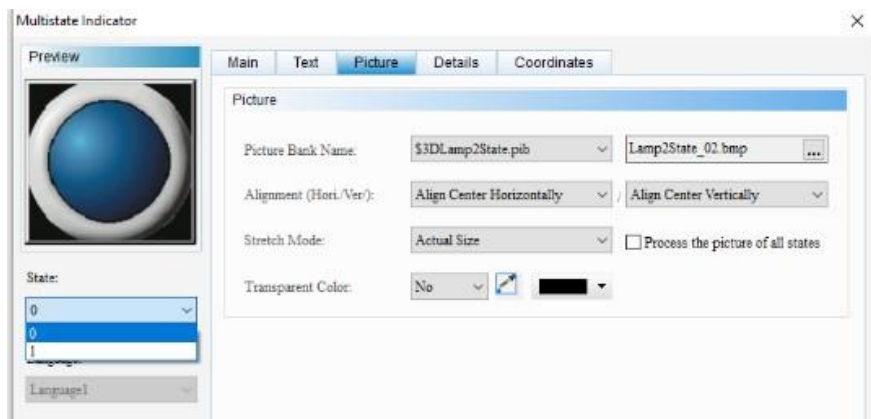 Multistate Indicator
Preview
Main Text Picture Details Coordinates
Picture
Picture Bank Name: $3DLamp2State.pib Lamp2State_02.bmp ...
Alignment (Hori./Ver/): Align Center Horizontally / Align Center Vertically
Stretch Mode: Actual Size Process the picture of all states
Transparent Color: No
State:
0
0
1
Language1